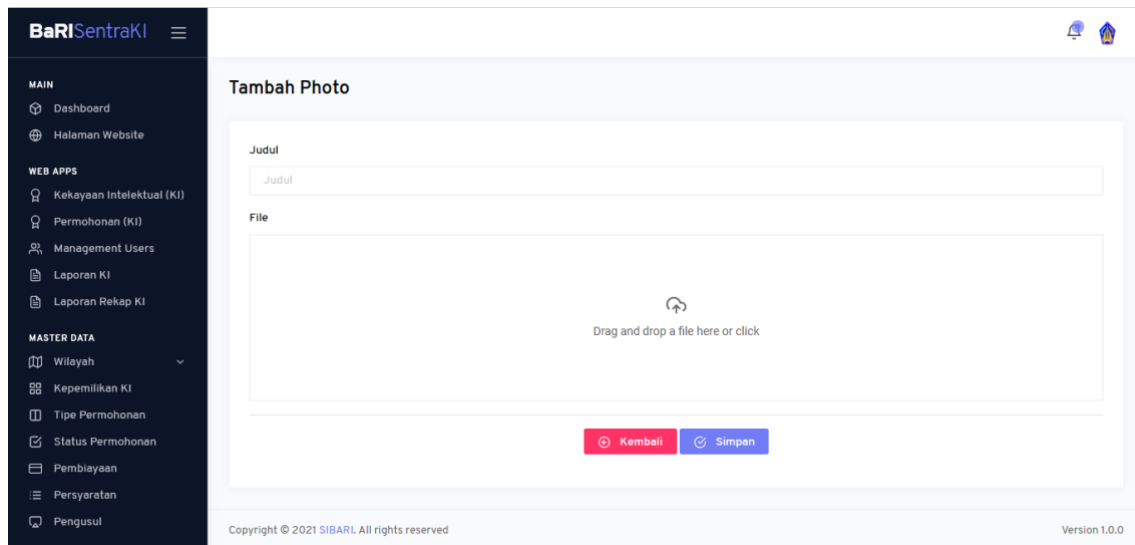 BaRISentraKI
MAIN
Dashboard
Halaman Website
WEB APPS
Kekayaan Intelektual (KI)
Permohonan (KI)
Management Users
Laporan KI
Laporan Rekap KI
MASTER DATA
Wilayah
Kepemilikan KI
Tipe Permohonan
Status Permohonan
Pembiayaan
Persyaratan
Pengusul
Tambah Photo
Judul
Judul
File
Drag and drop a file here or click
Kembali
Simpan
Copyright © 2021 SIBARI. All rights reserved
Version 1.0.0